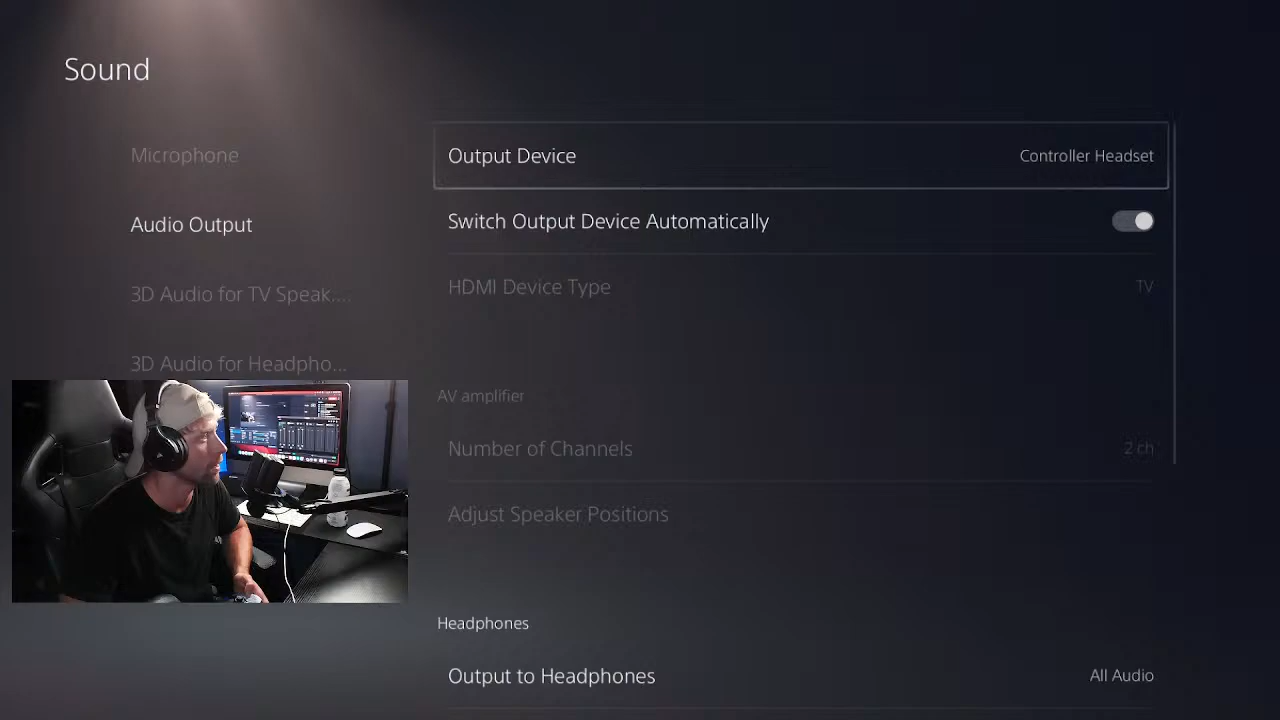 Sound
Microphone
Audio Output
3D Audio for TV Speak....
3D Audio for Headpho...
Output Device
Controller Headset
Switch Output Device Automatically
HDMI Device Type
TV
AV amplifier
Number of Channels
2 ch
Adjust Speaker Positions
Headphones
Output to Headphones
All Audio